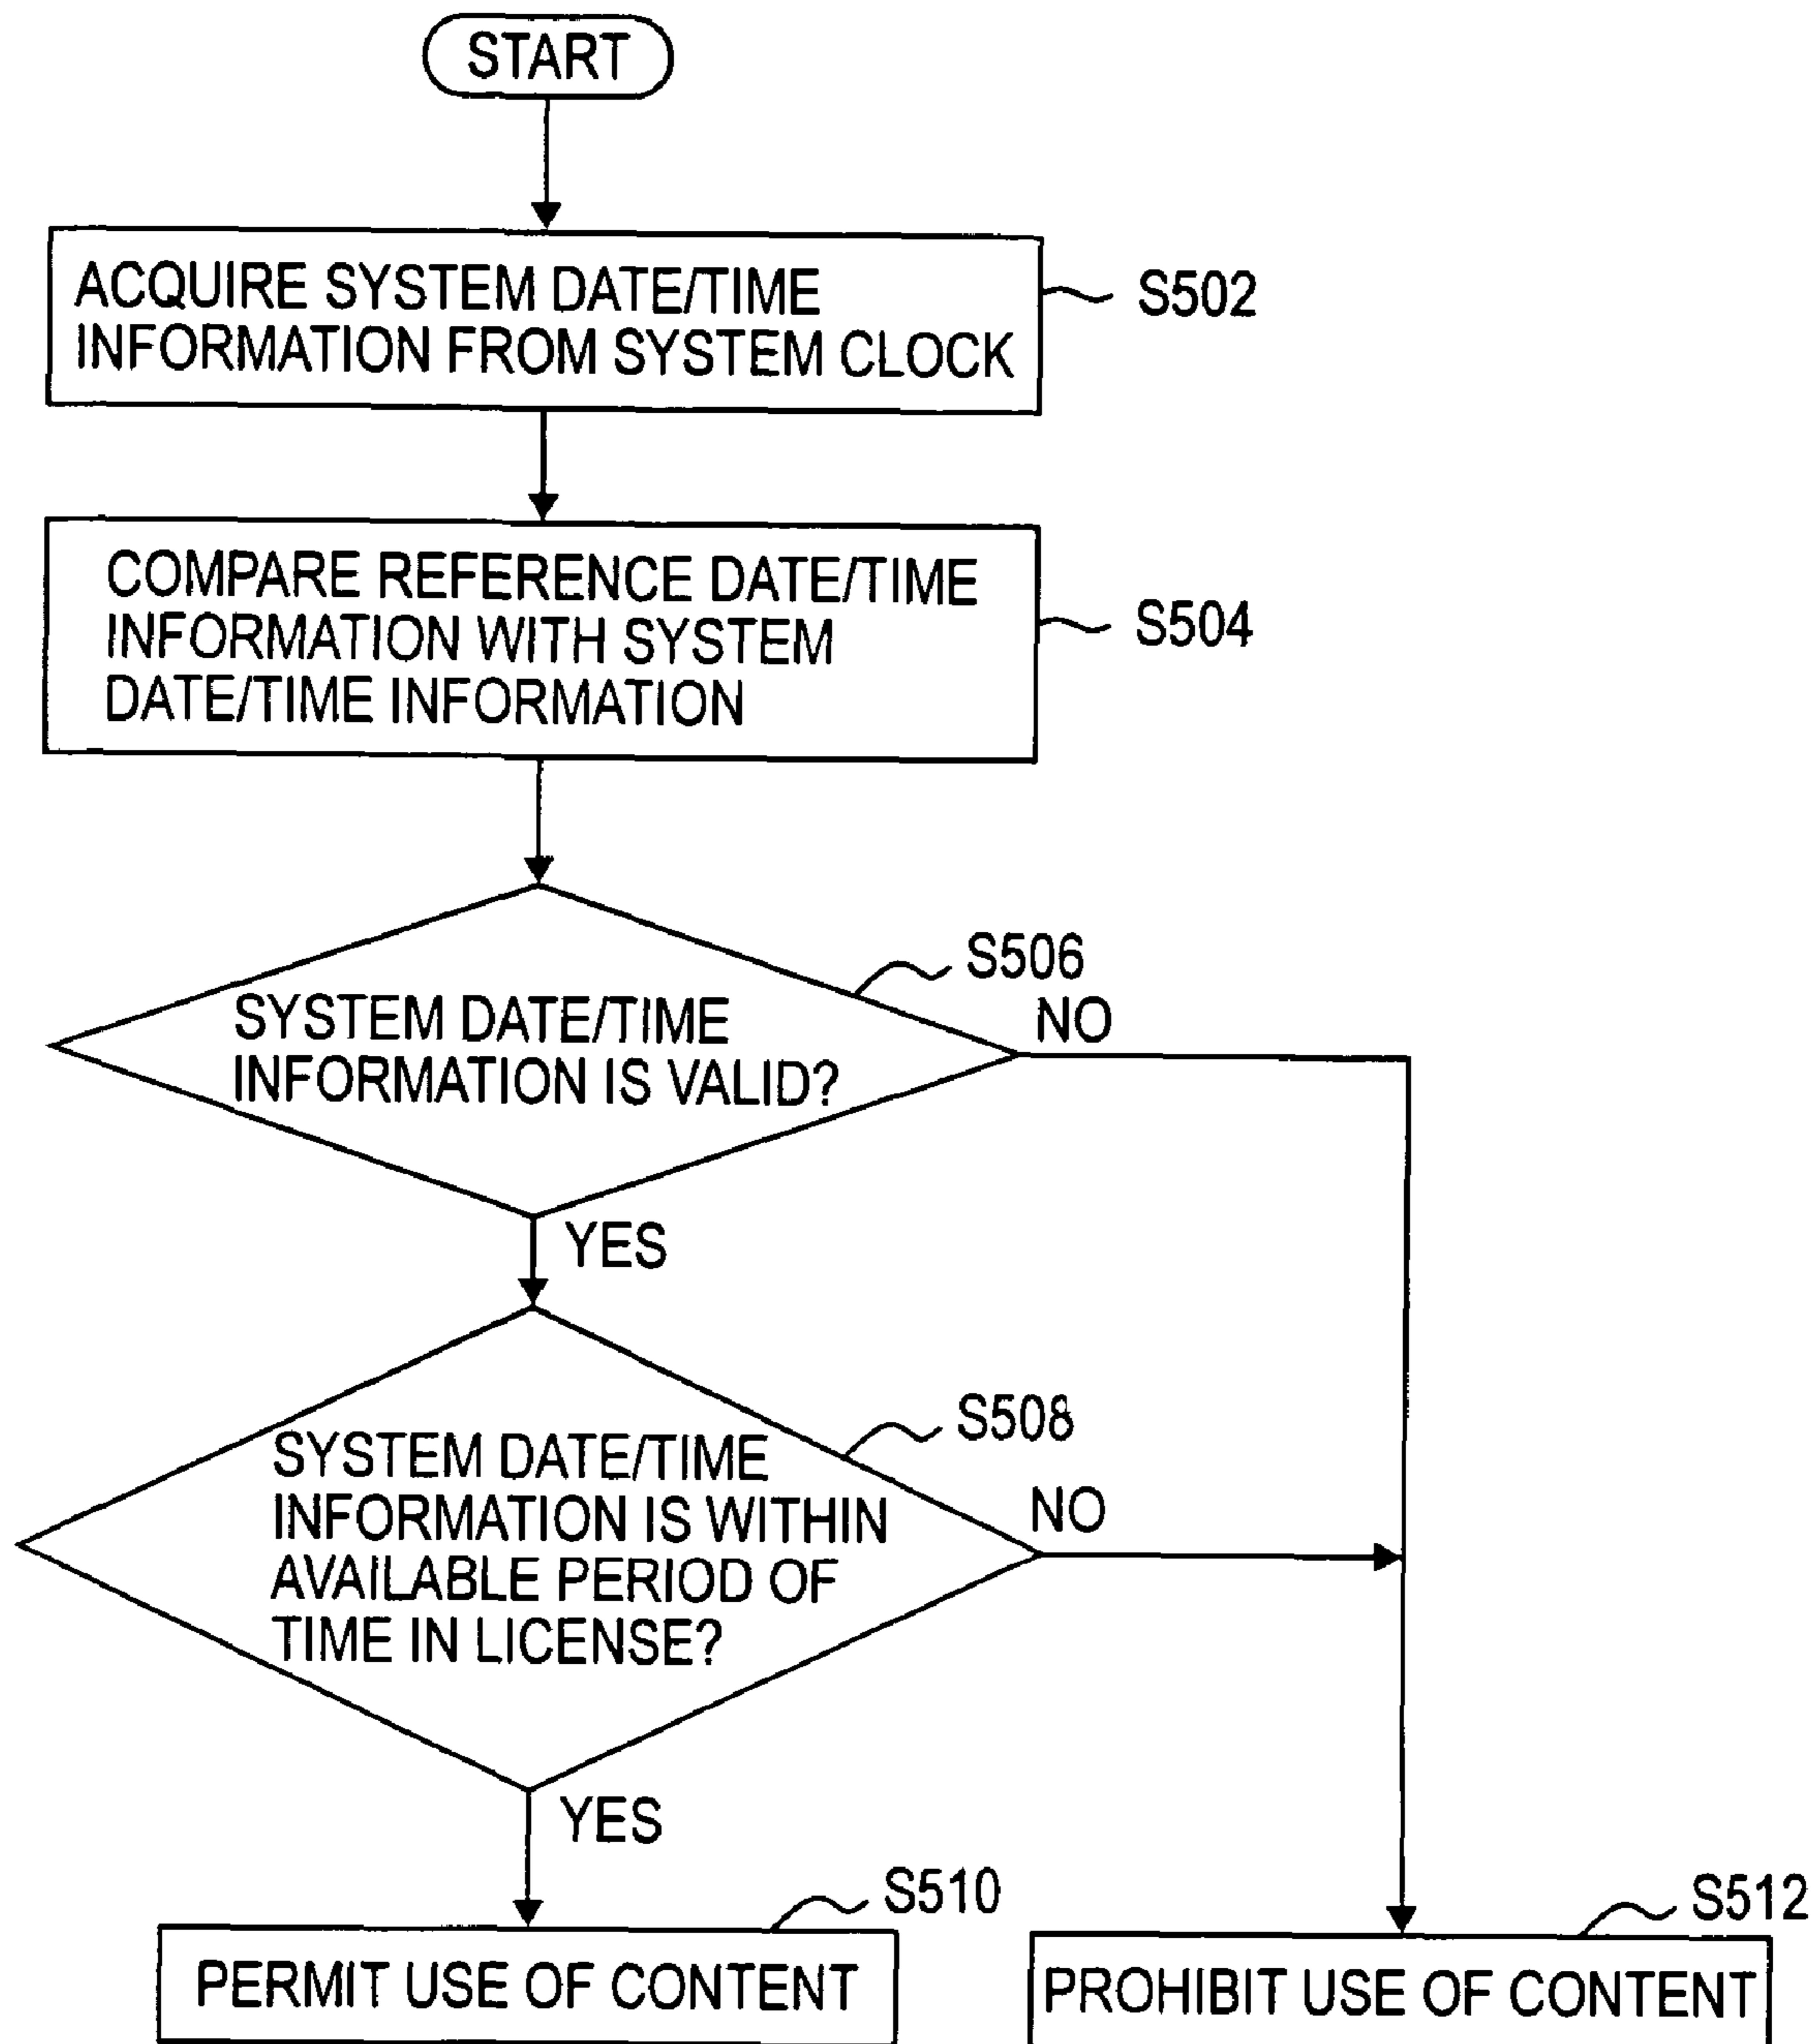 START
ACQUIRE SYSTEM DATE/TIME
INFORMATION FROM SYSTEM CLOCK
S502
COMPARE REFERENCE DATE/TIME
INFORMATION WITH SYSTEM
DATE/TIME INFORMATION
S504
S506
SYSTEM DATE/TIME
INFORMATION IS VALID?
NO
YES
S508
SYSTEM DATE/TIME
INFORMATION IS WITHIN
AVAILABLE PERIOD OF
TIME IN LICENSE?
NO
YES
S510
PERMIT USE OF CONTENT
S512
PROHIBIT USE OF CONTENT